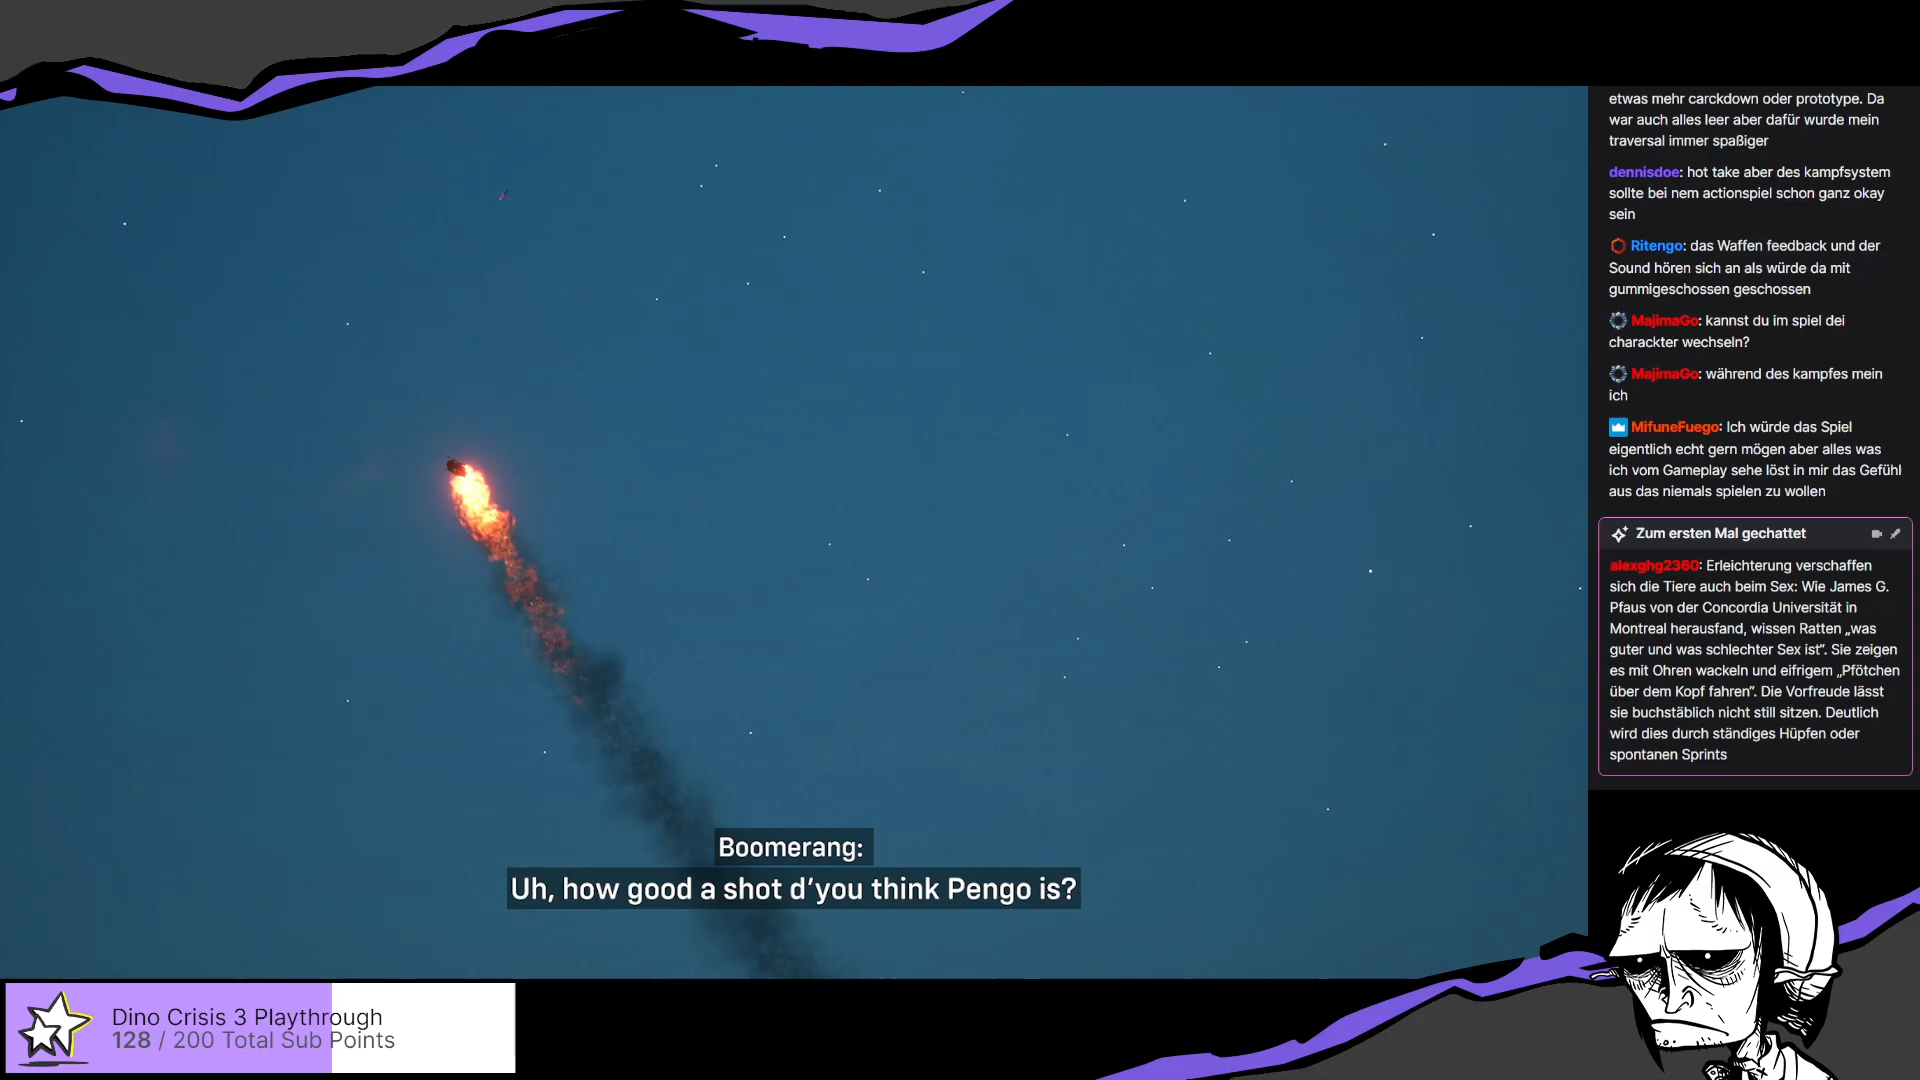 etwas mehr carckdown oder prototype. Da
war auch alles leer aber dafür wurde mein
traversal immer spaßiger
dennisdoe: hot take aber des kampfsystem
sollte bei nem actionspiel schon ganz okay
sein
Ritengo: das Waffen feedback und der
Sound hören sich an als würde da mit
gummigeschossen geschossen
MajimaGo: kannst du im spiel dei
charackter wechseln?
MajimaGo: während des kampfes mein
ich
MifuneFuego: Ich würde das Spiel
eigentlich echt gern mögen aber alles was
ich vom Gameplay sehe löst in mir das Gefühl
aus das niemals spielen zu wollen
Zum ersten Mal gechattet
alexghg2360: Erleichterung verschaffen
sich die Tiere auch beim Sex: Wie James G.
Pfaus von der Concordia Universität in
Montreal herausfand, wissen Ratten „was
guter und was schlechter Sex ist“. Sie zeigen
es mit Ohren wackeln und eifrigem „Pfötchen
über dem Kopf fahren“. Die Vorfreude lässt
sie buchstäblich nicht still sitzen. Deutlich
wird dies durch ständiges Hüpfen oder
spontanen Sprints
Boomerang:
Uh, how good a shot d’you think Pengo is?
Dino Crisis 3 Playthrough
128 / 200 Total Sub Points